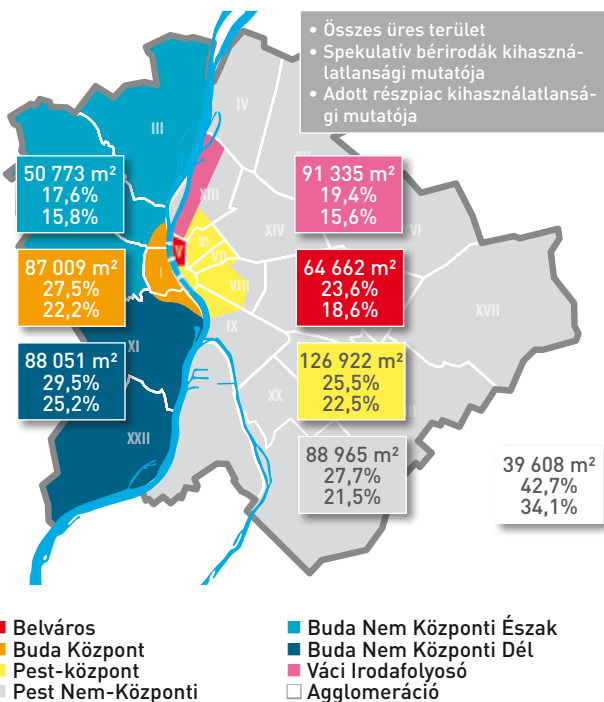 • Összes üres terület
• Spekulatív bérirodák kihaszná-
latlansági mutatója
• Adott részpiac kihasználatlansá-
gi mutatója
IV
III
50 773 m²
17,6%
15,8%
91 335 m²
19,4%
15,6%
XIII
XIV
VI
V
VII
87 009 m²
27,5%
22,2%
I
VIII
64 662 m²
23,6%
18,6%
XVII
IX
XI
88 051 m²
29,5%
25,2%
126 922 m²
25,5%
22,5%
XX
XXII
88 965 m²
27,7%
21,5%
39 608 m²
42,7%
34,1%
Belváros
Buda Központ
Pest-központ
Pest Nem-Központi
Buda Nem Központi Észak
Buda Nem Központi Dél
Váci Irodafolyosó
Agglomeráció